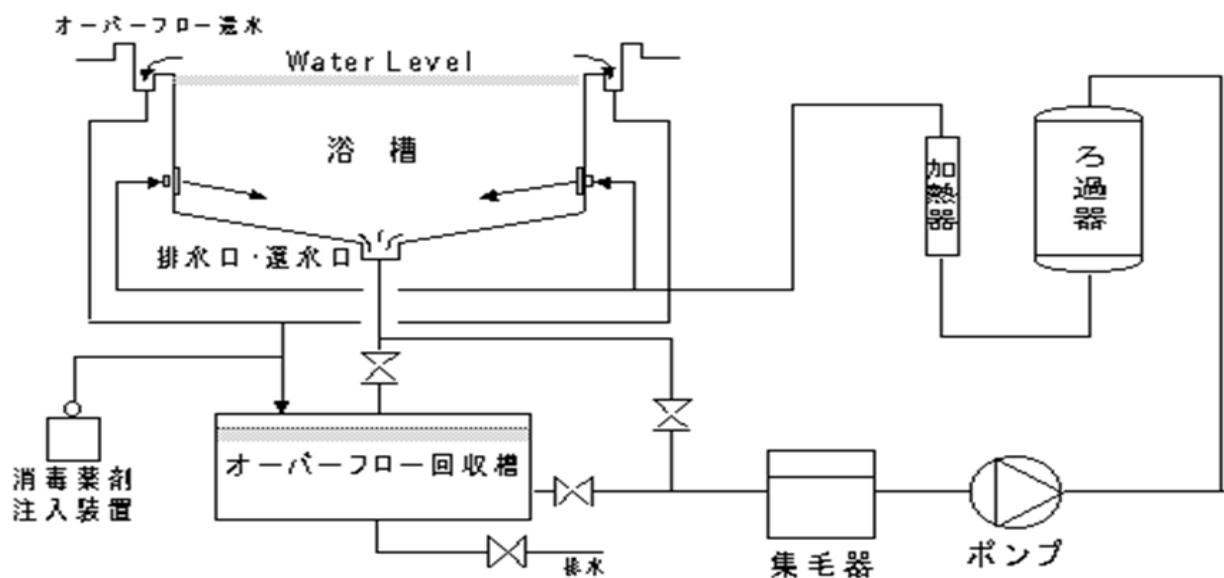 オーバーフロー還水
Water Level
浴 槽
加熱器
ろ過器
排水口・還水口
オーバーフロー回収槽
消毒薬剤
注入装置
排水
集毛器
ポンプ